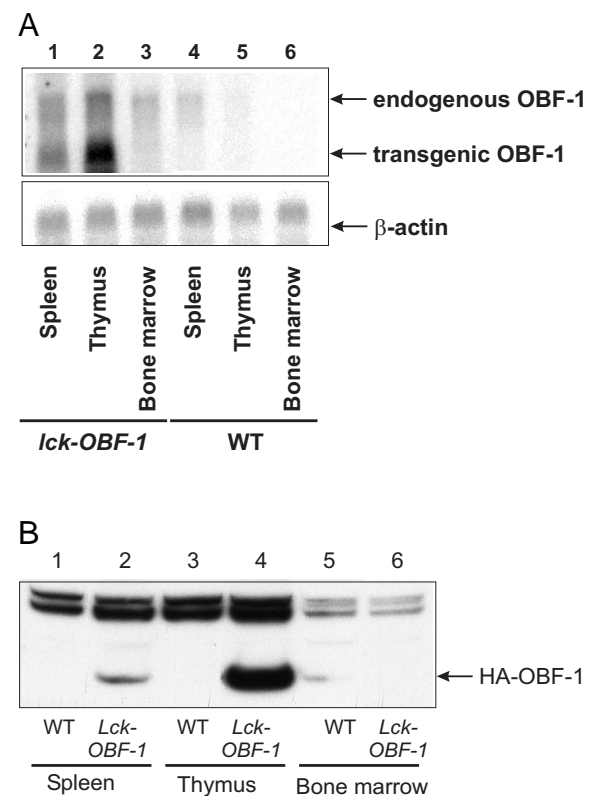 A
1 2 3 4 5 6
endogenous OBF-1
transgenic OBF-1
β-actin
Spleen Thymus Bone marrow Spleen Thymus Bone marrow
lck-OBF-1 WT
B
1 2 3 4 5 6
HA-OBF-1
WT Lck- WT Lck- WT Lck-
OBF-1 OBF-1 OBF-1
Spleen Thymus Bone marrow